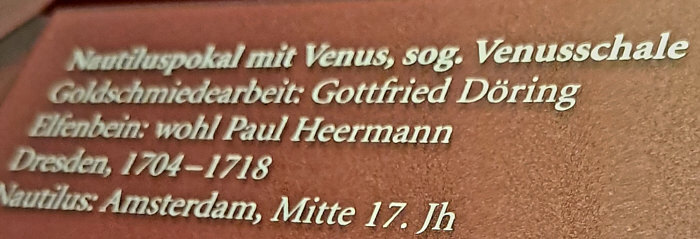 Nautiluspokal mit Venus, sog. Venusschale
Goldschmiedearbeit: Gottfried Döring
Elfenbein: wohl Paul Heermann
Dresden, 1704–1718
Nautilus: Amsterdam, Mitte 17. Jh